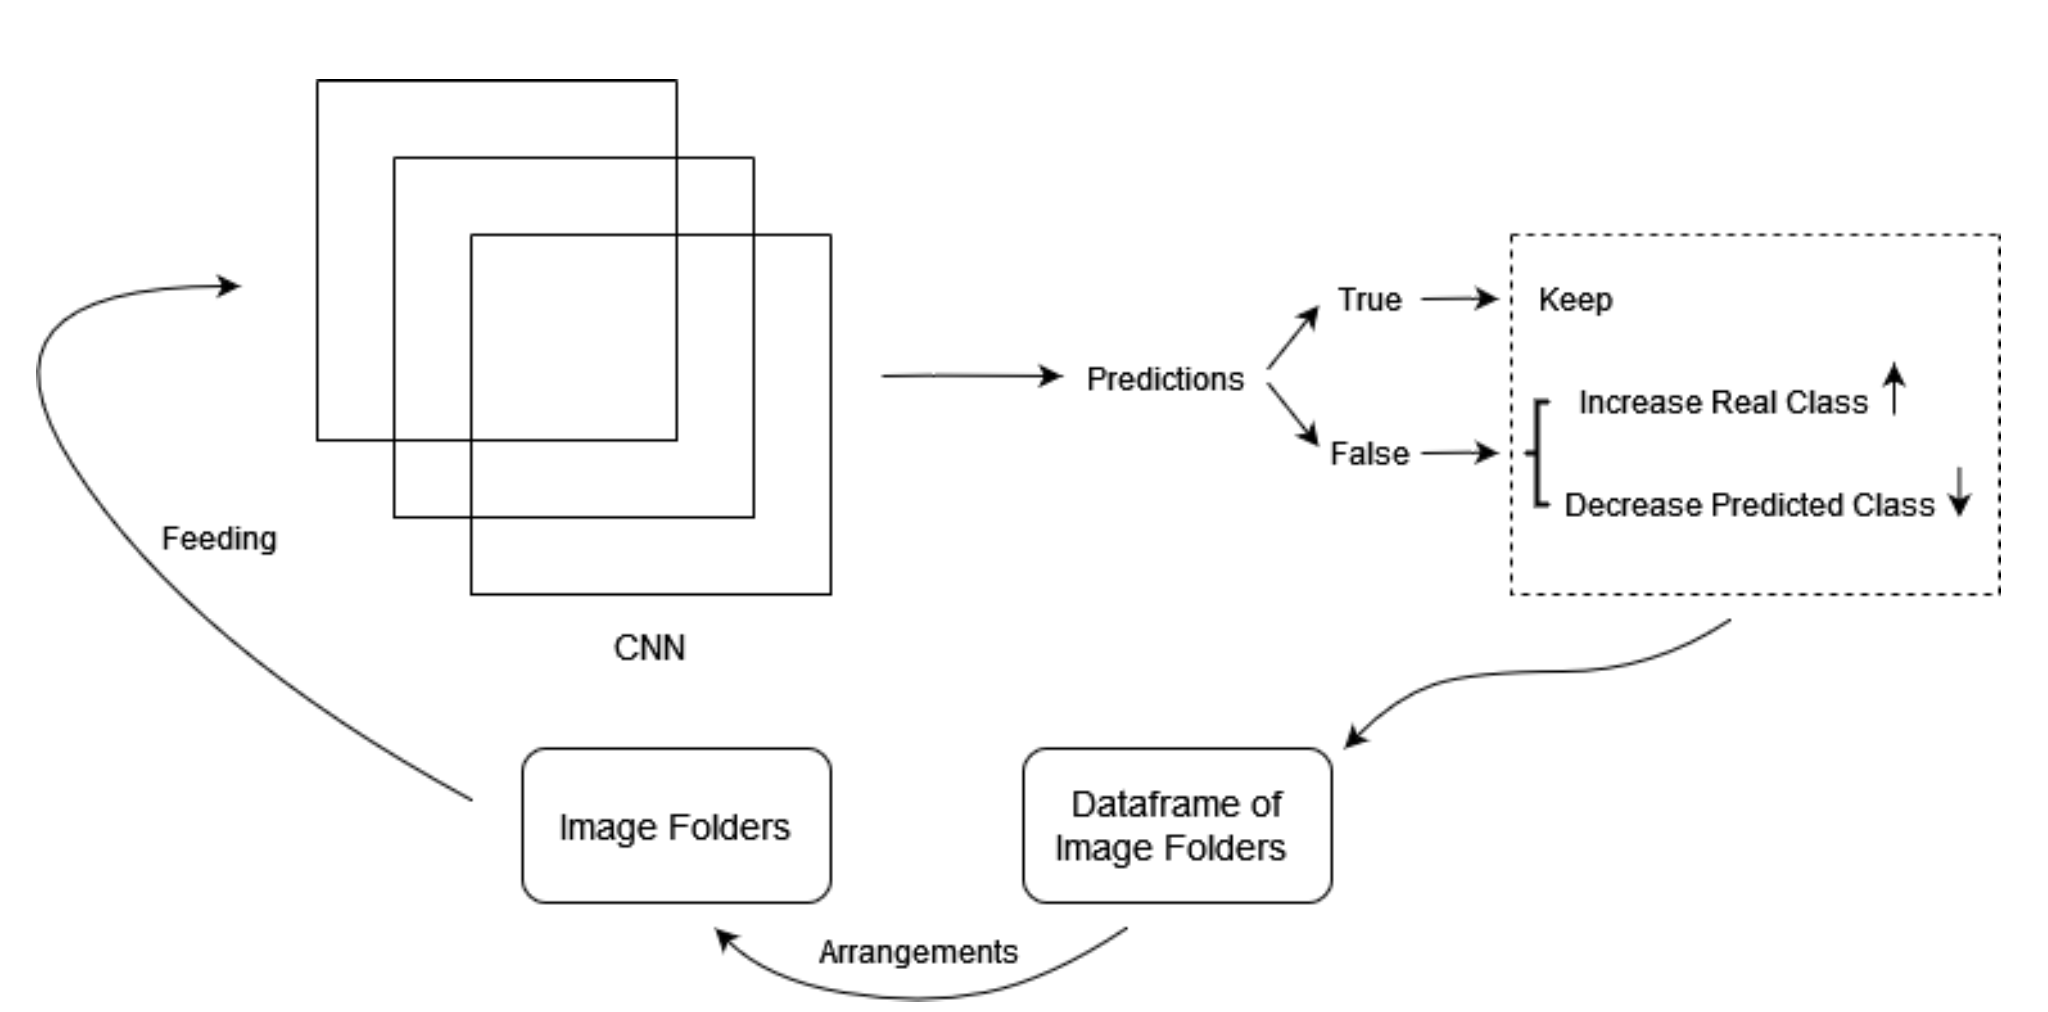 True
Keep
Predictions
Increase Real Class
False
Decrease Predicted Class
Feeding
CNN
Image Folders
Dataframe of
Image Folders
Arrangements